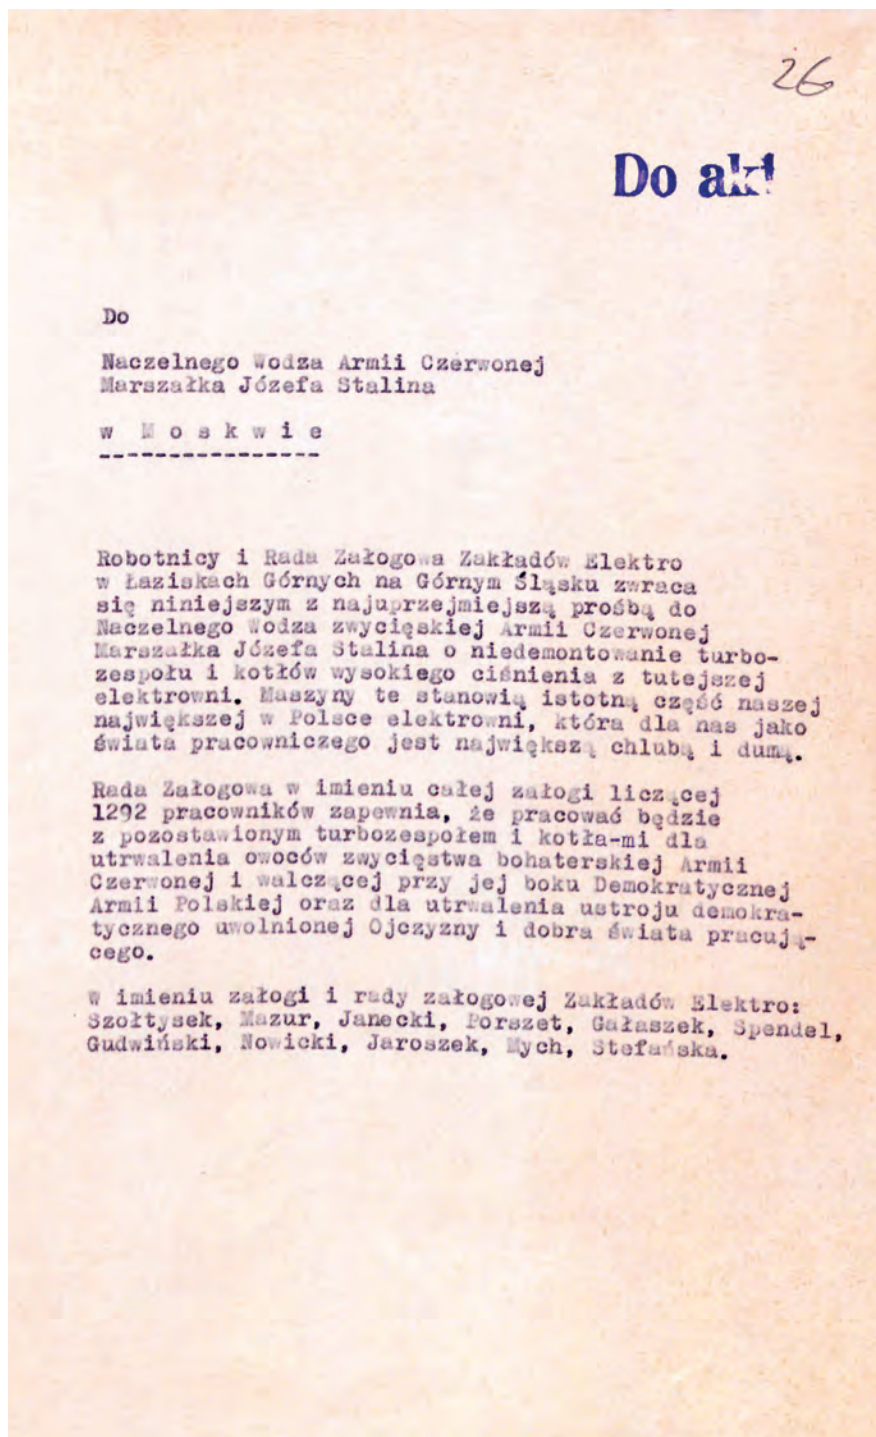 26
Do akt
Do
Naczelnego Wodza Armii Czerwonej
Marszałka Józefa Stalina
w M o s k w i e
----------------
Robotnicy i Rada Załogowa Zakładów Elektro
w Łaziskach Górnych na Górnym Śląsku zwraca
się niniejszym z najuprzejmiejszą prośbą do
Naczelnego Wodza zwycięskiej Armii Czerwonej
Marszałka Józefa Stalina o niedemontowanie turbo-
zespołu i kotłów wysokiego ciśnienia z tutejszej
elektrowni. Maszyny te stanowią istotną część naszej
największej w Polsce elektrowni, która dla nas jako
świata pracowniczego jest największą chlubą i dumą.
Rada Załogowa w imieniu całej załogi liczącej
1292 pracowników zapewnia, że pracować będzie
z pozostawionym turbozespołem i kotła-mi dla
utrwalenia owoców zwycięstwa bohaterskiej Armii
Czerwonej i walczącej przy jej boku Demokratycznej
Armii Polskiej oraz dla utrwalenia ustroju demokra-
tycznego uwolnionej Ojczyzny i dobra świata pracują-
cego.
W imieniu załogi i rady załogowej Zakładów Elektro:
Szołtysek, Mazur, Janecki, Porszet, Gałaszek, Spendel,
Gudwiński, Nowicki, Jaroszek, Mych, Stefańska.